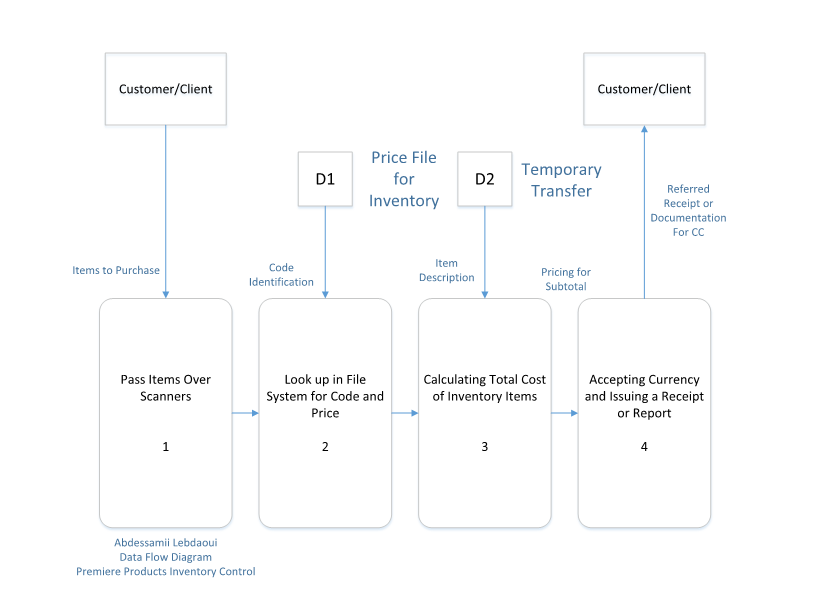 Customer/Client
Customer/Client
D1
Price File
for
Inventory
D2
Temporary
Transfer
Referred
Receipt or
Documentation
For CC
Items to Purchase
Code
Identification
Item
Description
Pricing for
Subtotal
Pass Items Over
Scanners
1
Look up in File
System for Code and
Price
2
Calculating Total Cost
of Inventory Items
3
Accepting Currency
and Issuing a Receipt
or Report
4
Abdessamii Lebdaoui
Data Flow Diagram
Premiere Products Inventory Control